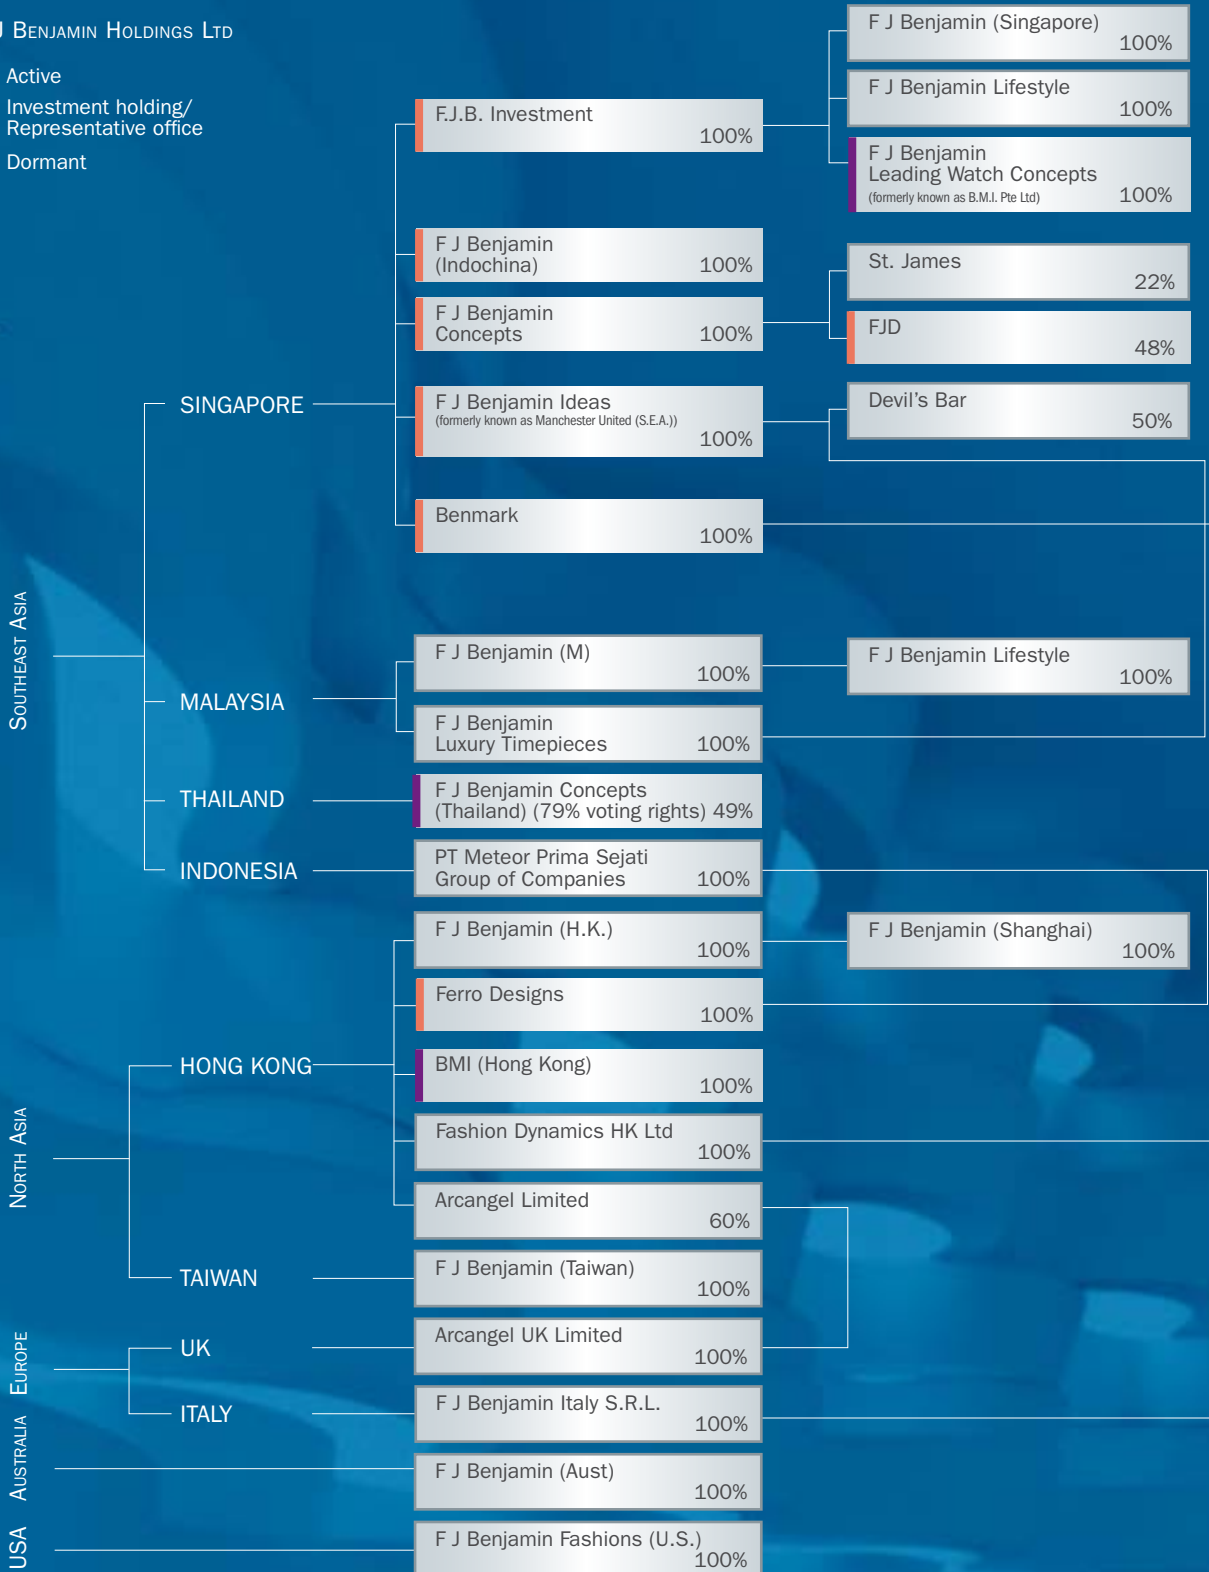 J BENJAMIN HOLDINGS LTD
Active
Investment holding/
Representative office
Dormant
SOUTHEAST ASIA
SINGAPORE
F.J.B. Investment
100%
F J Benjamin (Singapore)
100%
F J Benjamin Lifestyle
100%
F J Benjamin
Leading Watch Concepts
(formerly known as B.M.I. Pte Ltd) 100%
F J Benjamin
(Indochina) 100%
F J Benjamin
Concepts 100%
St. James
22%
FJD
48%
F J Benjamin Ideas
(formerly known as Manchester United (S.E.A.))
100%
Devil's Bar
50%
Benmark
100%
MALAYSIA
F J Benjamin (M)
100%
F J Benjamin Lifestyle
100%
F J Benjamin
Luxury Timepieces 100%
THAILAND
F J Benjamin Concepts
(Thailand) (79% voting rights) 49%
INDONESIA
PT Meteor Prima Sejati
Group of Companies 100%
NORTH ASIA
HONG KONG
F J Benjamin (H.K.)
100%
F J Benjamin (Shanghai)
100%
Ferro Designs
100%
BMI (Hong Kong)
100%
Fashion Dynamics HK Ltd
100%
Arcangel Limited
60%
TAIWAN
F J Benjamin (Taiwan)
100%
EUROPE
UK
Arcangel UK Limited
100%
ITALY
F J Benjamin Italy S.R.L.
100%
AUSTRALIA
F J Benjamin (Aust)
100%
USA
F J Benjamin Fashions (U.S.)
100%